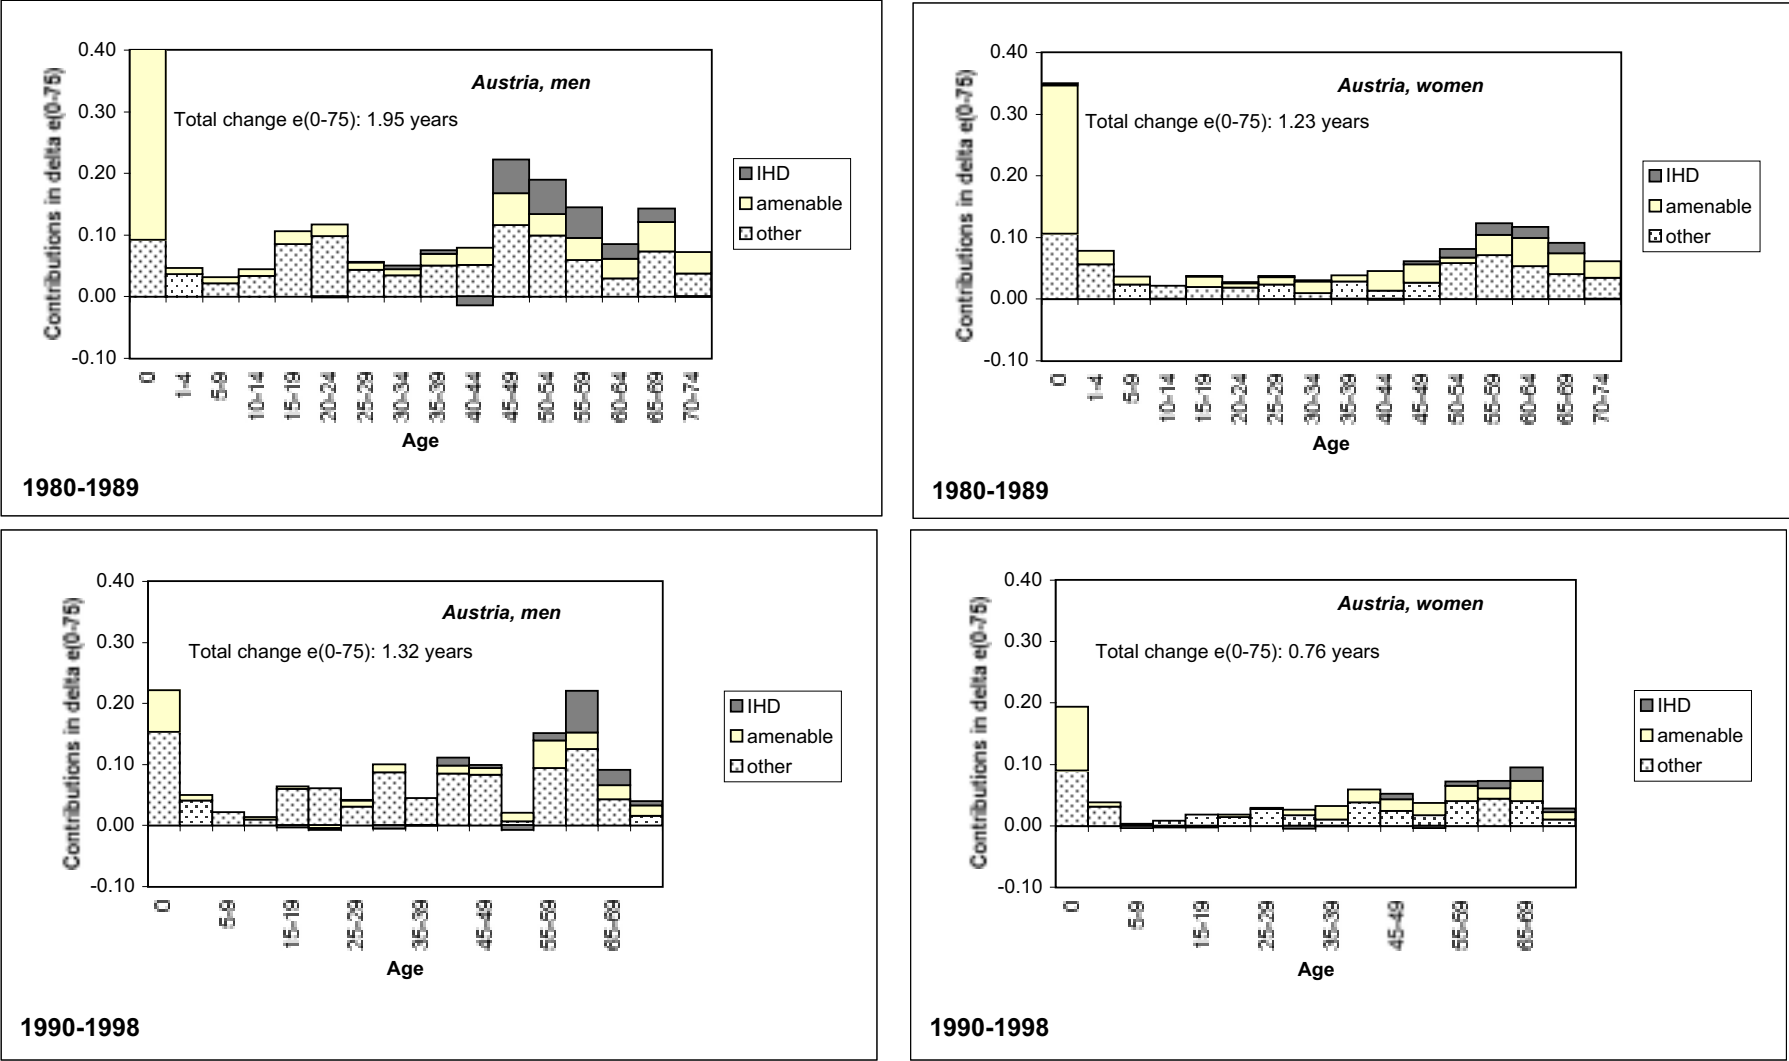 Austria, men
Total change e(0-75): 1.95 years
Contributions in delta e(0-75)
0.40
0.30
0.20
0.10
0.00
-0.10
0
1-4
5-9
10-14
15-19
20-24
25-29
30-34
35-39
40-44
45-49
50-54
55-59
60-64
65-69
70-74
Age
IHD
amenable
other
1980-1989
Austria, women
Total change e(0-75): 1.23 years
Contributions in delta e(0-75)
0.40
0.30
0.20
0.10
0.00
-0.10
0
1-4
5-9
10-14
15-19
20-24
25-29
30-34
35-39
40-44
45-49
50-54
55-59
60-64
65-69
70-74
Age
IHD
amenable
other
1980-1989
Austria, men
Total change e(0-75): 1.32 years
Contributions in delta e(0-75)
0.40
0.30
0.20
0.10
0.00
-0.10
0
5-9
15-19
25-29
35-39
45-49
55-59
65-69
Age
IHD
amenable
other
1990-1998
Austria, women
Total change e(0-75): 0.76 years
Contributions in delta e(0-75)
0.40
0.30
0.20
0.10
0.00
-0.10
0
5-9
15-19
25-29
35-39
45-49
55-59
65-69
Age
IHD
amenable
other
1990-1998